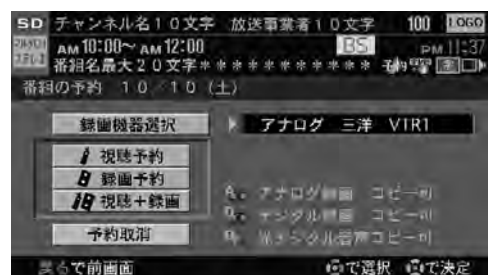 SD チャンネル名10文字 放送事業者10文字 100 LOGO
AM 10:00～AM 12:00 BS PM 11:37
番組名最大20文字＊＊＊＊＊＊＊＊＊＊
番組の予約 10/10(土)
録画機器選択 アナログ 三洋 VTR1
視聴予約
録画予約
視聴+録画
アナログ録画 コピー可
デジタル録画 コピー可
光デジタル音声コピー可
予約取消
戻るで前画面 で選択 で決定